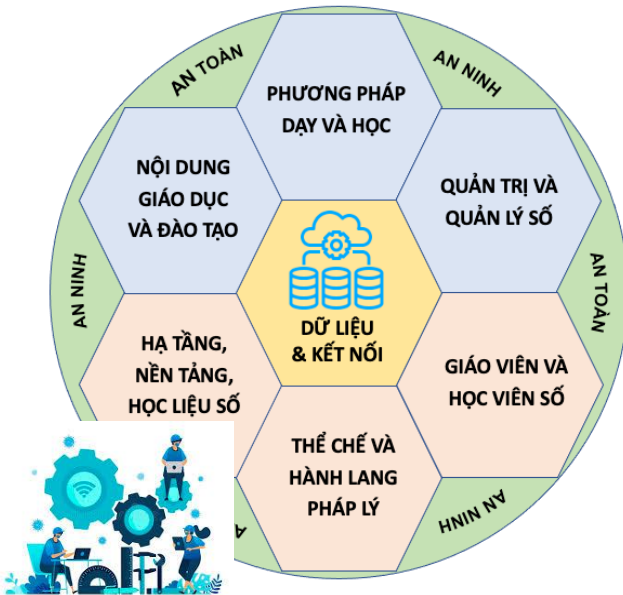 AN TOÀN
AN NINH
PHƯƠNG PHÁP
DẠY VÀ HỌC
NỘI DUNG
GIÁO DỤC
VÀ ĐÀO TẠO
QUẢN TRỊ VÀ
QUẢN LÝ SỐ
AN NINH
AN TOÀN
DỮ LIỆU
& KẾT NỐI
HẠ TẦNG,
NỀN TẢNG,
HỌC LIỆU SỐ
GIÁO VIÊN VÀ
HỌC VIÊN SỐ
THỂ CHẾ VÀ
HÀNH LANG
PHÁP LÝ
AN NINH